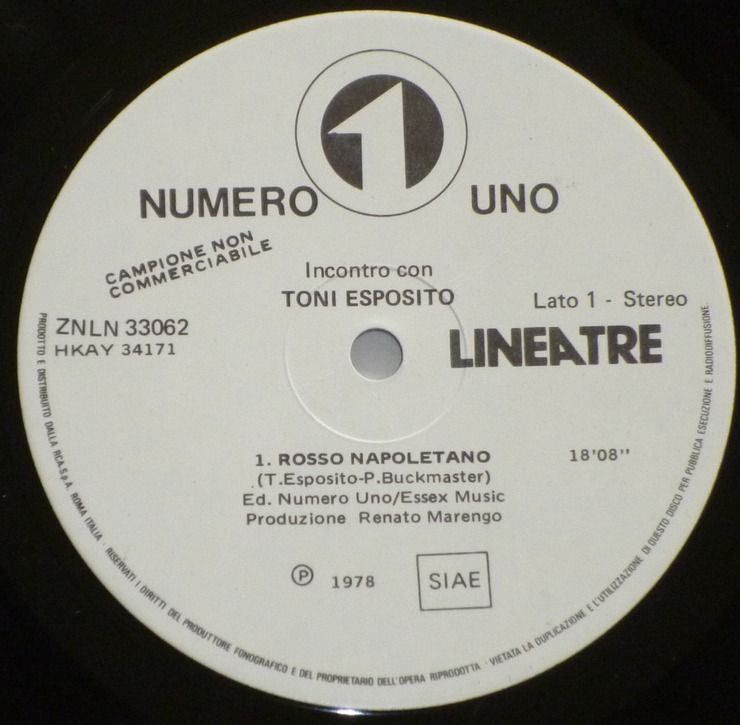 1
NUMERO UNO
CAMPIONE NON
COMMERCIABILE
Incontro con
TONI ESPOSITO
Lato 1 - Stereo
ZNLN 33062
HKAY 34171
LINEATRE
1. ROSSO NAPOLETANO 18'08"
(T.Esposito-P.Buckmaster)
Ed. Numero Uno/Essex Music
Produzione Renato Marengo
℗ 1978 SIAE
PRODOTTO E DISTRIBUITO DALLA RCA S.p.A. ROMA ITALIA · RISERVATI I DIRITTI DEL PRODUTTORE FONOGRAFICO E DEL PROPRIETARIO DELL'OPERA RIPRODOTTA · VIETATA LA DUPLICAZIONE E L'UTILIZZAZIONE DI QUESTO DISCO PER PUBBLICA ESECUZIONE E RADIODIFFUSIONE.